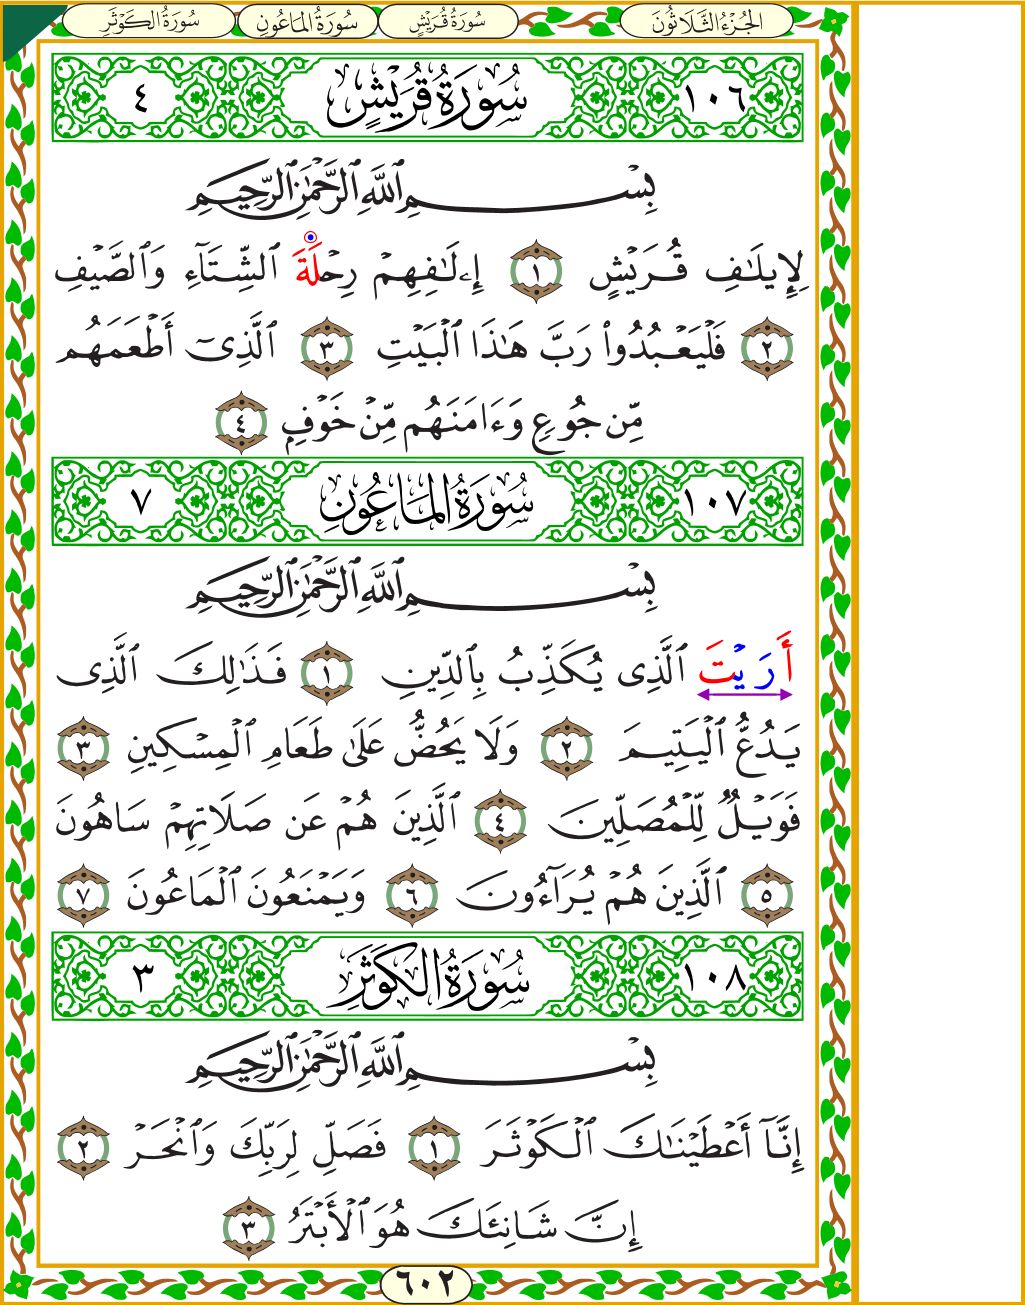 الجُزْءُ الثَّلَاثُونَ سُورَةُ قُرَيْشٍ سُورَةُ المَاعُونِ سُورَةُ الكَوْثَرِ
١٠٦ سُورَةُ قُرَيْشٍ ٤
بِسْمِ ٱللَّهِ ٱلرَّحْمَٰنِ ٱلرَّحِيمِ
لِإِيلَٰفِ قُرَيْشٍ ١ إِۦلَٰفِهِمْ رِحْلَةَ ٱلشِّتَآءِ وَٱلصَّيْفِ
٢ فَلْيَعْبُدُوا۟ رَبَّ هَٰذَا ٱلْبَيْتِ ٣ ٱلَّذِىٓ أَطْعَمَهُم
مِّن جُوعٍ وَءَامَنَهُم مِّنْ خَوْفٍ ٤
١٠٧ سُورَةُ المَاعُونِ ٧
بِسْمِ ٱللَّهِ ٱلرَّحْمَٰنِ ٱلرَّحِيمِ
أَرَيْتَ ٱلَّذِى يُكَذِّبُ بِٱلدِّينِ ١ فَذَٰلِكَ ٱلَّذِى
يَدُعُّ ٱلْيَتِيمَ ٢ وَلَا يَحُضُّ عَلَىٰ طَعَامِ ٱلْمِسْكِينِ ٣
فَوَيْلٌ لِّلْمُصَلِّينَ ٤ ٱلَّذِينَ هُمْ عَن صَلَاتِهِمْ سَاهُونَ
٥ ٱلَّذِينَ هُمْ يُرَآءُونَ ٦ وَيَمْنَعُونَ ٱلْمَاعُونَ ٧
١٠٨ سُورَةُ الكَوْثَرِ ٣
بِسْمِ ٱللَّهِ ٱلرَّحْمَٰنِ ٱلرَّحِيمِ
إِنَّآ أَعْطَيْنَٰكَ ٱلْكَوْثَرَ ١ فَصَلِّ لِرَبِّكَ وَٱنْحَرْ ٢
إِنَّ شَانِئَكَ هُوَ ٱلْأَبْتَرُ ٣
٦٠٢